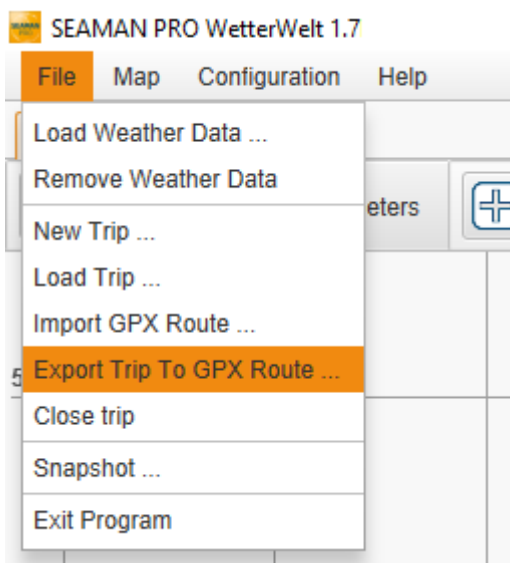 SEAMAN PRO WetterWelt 1.7
File Map Configuration Help
Load Weather Data ...
Remove Weather Data
eters
New Trip ...
Load Trip ...
Import GPX Route ...
Export Trip To GPX Route ...
5
Close trip
Snapshot ...
Exit Program